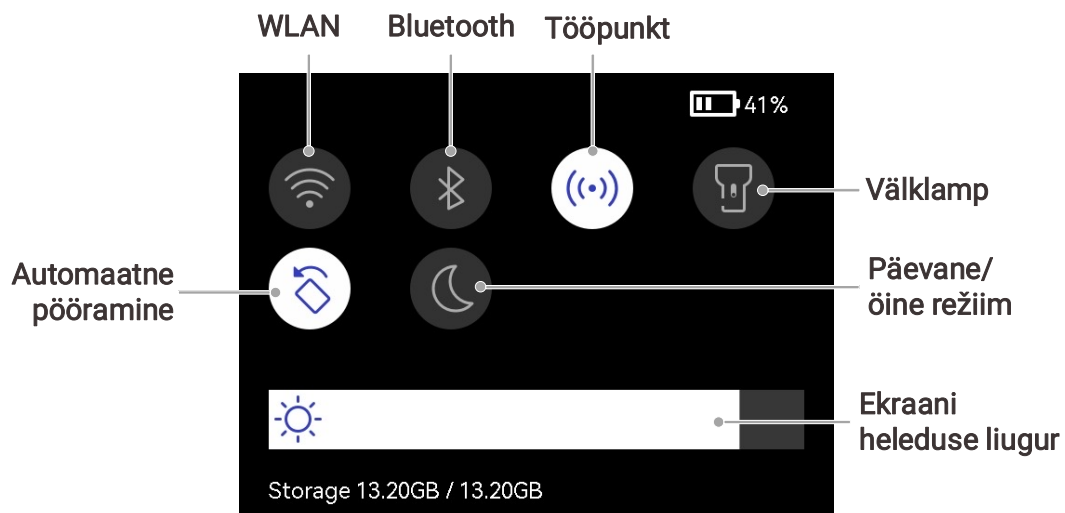 WLAN
Bluetooth
Tööpunkt
41%
Välklamp
Automaatne
pööramine
Päevane/
öine režiim
Ekraani
heleduse liugur
Storage 13.20GB / 13.20GB